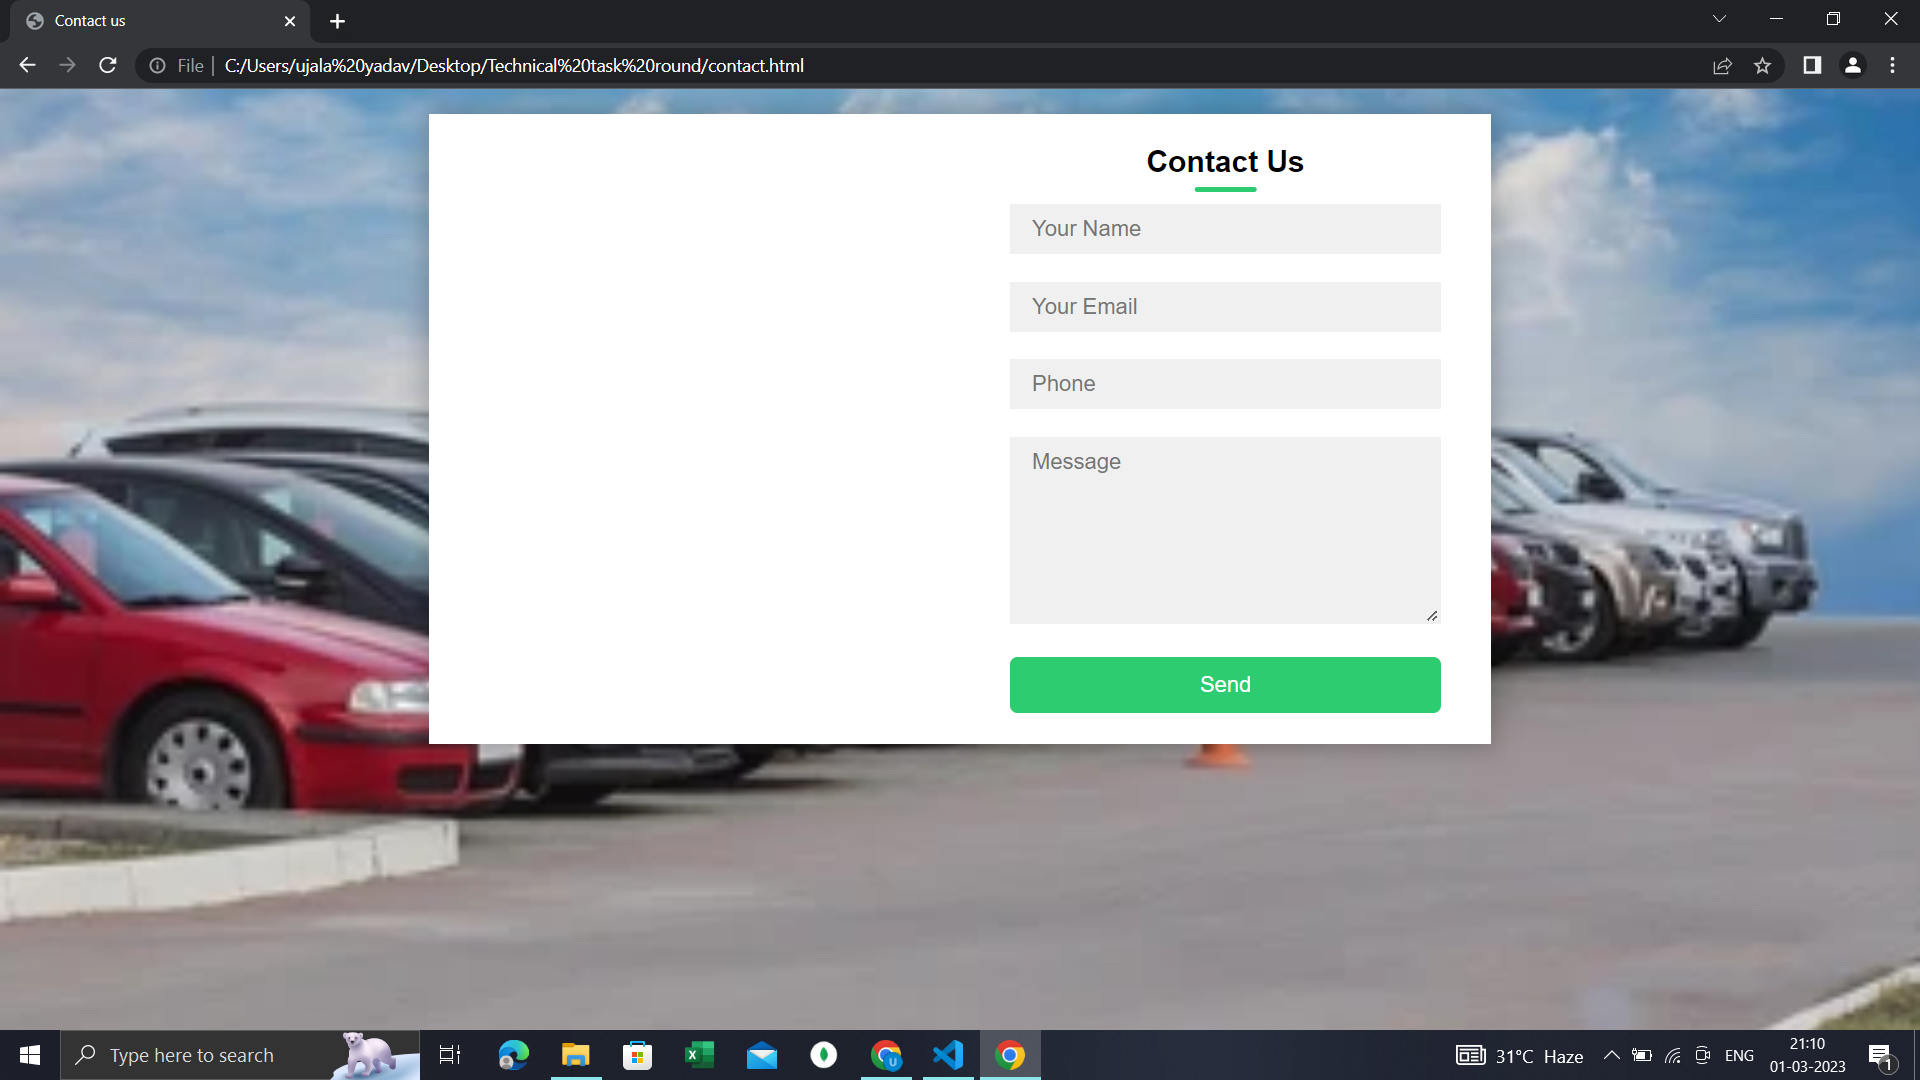 Contact us
File
C:/Users/ujala%20yadav/Desktop/Technical%20task%20round/contact.html
Contact Us
Your Name
Your Email
Phone
Message
Send
Type here to search
U
31°C Haze
ENG
21:10
01-03-2023
1